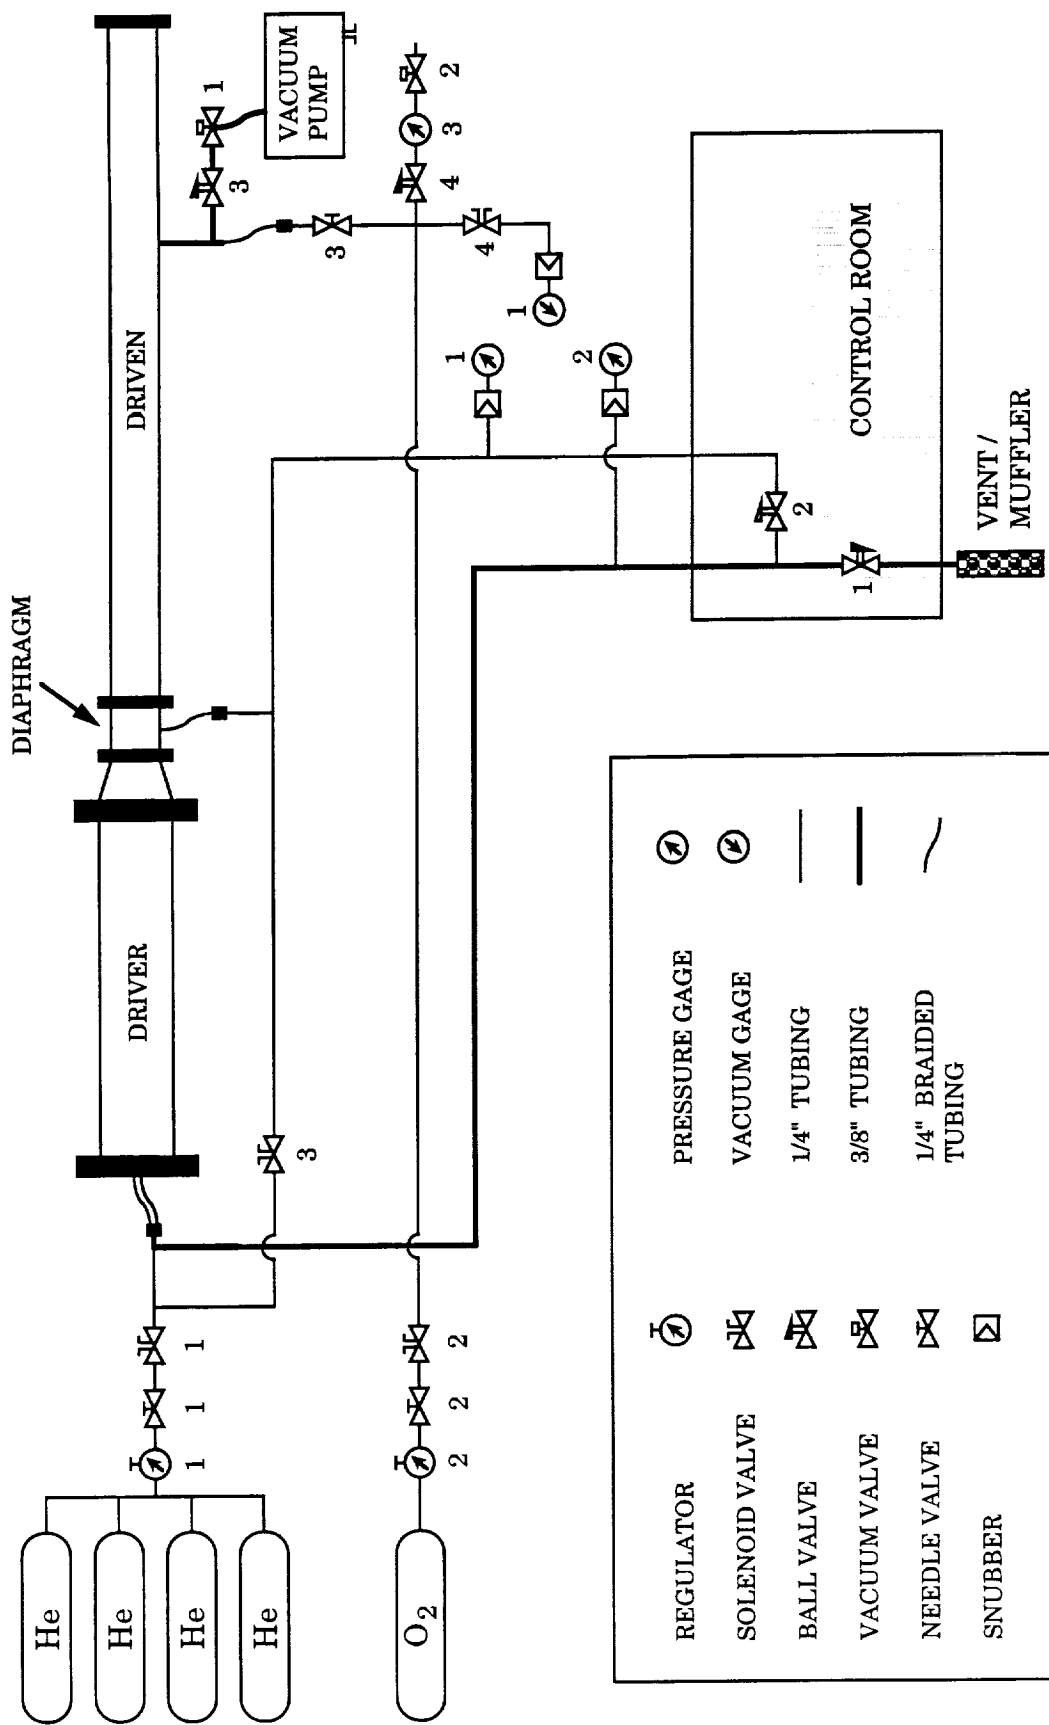 DIAPHRAGM
DRIVER
DRIVEN
VACUUM
PUMP
1
3
3
4
1
4
3
2
1
2
3
He
He
He
He
1
1
1
O2
2
2
2
CONTROL ROOM
2
1
VENT /
MUFFLER
REGULATOR
SOLENOID VALVE
BALL VALVE
VACUUM VALVE
NEEDLE VALVE
SNUBBER
PRESSURE GAGE
VACUUM GAGE
1/4" TUBING
3/8" TUBING
1/4" BRAIDED
TUBING